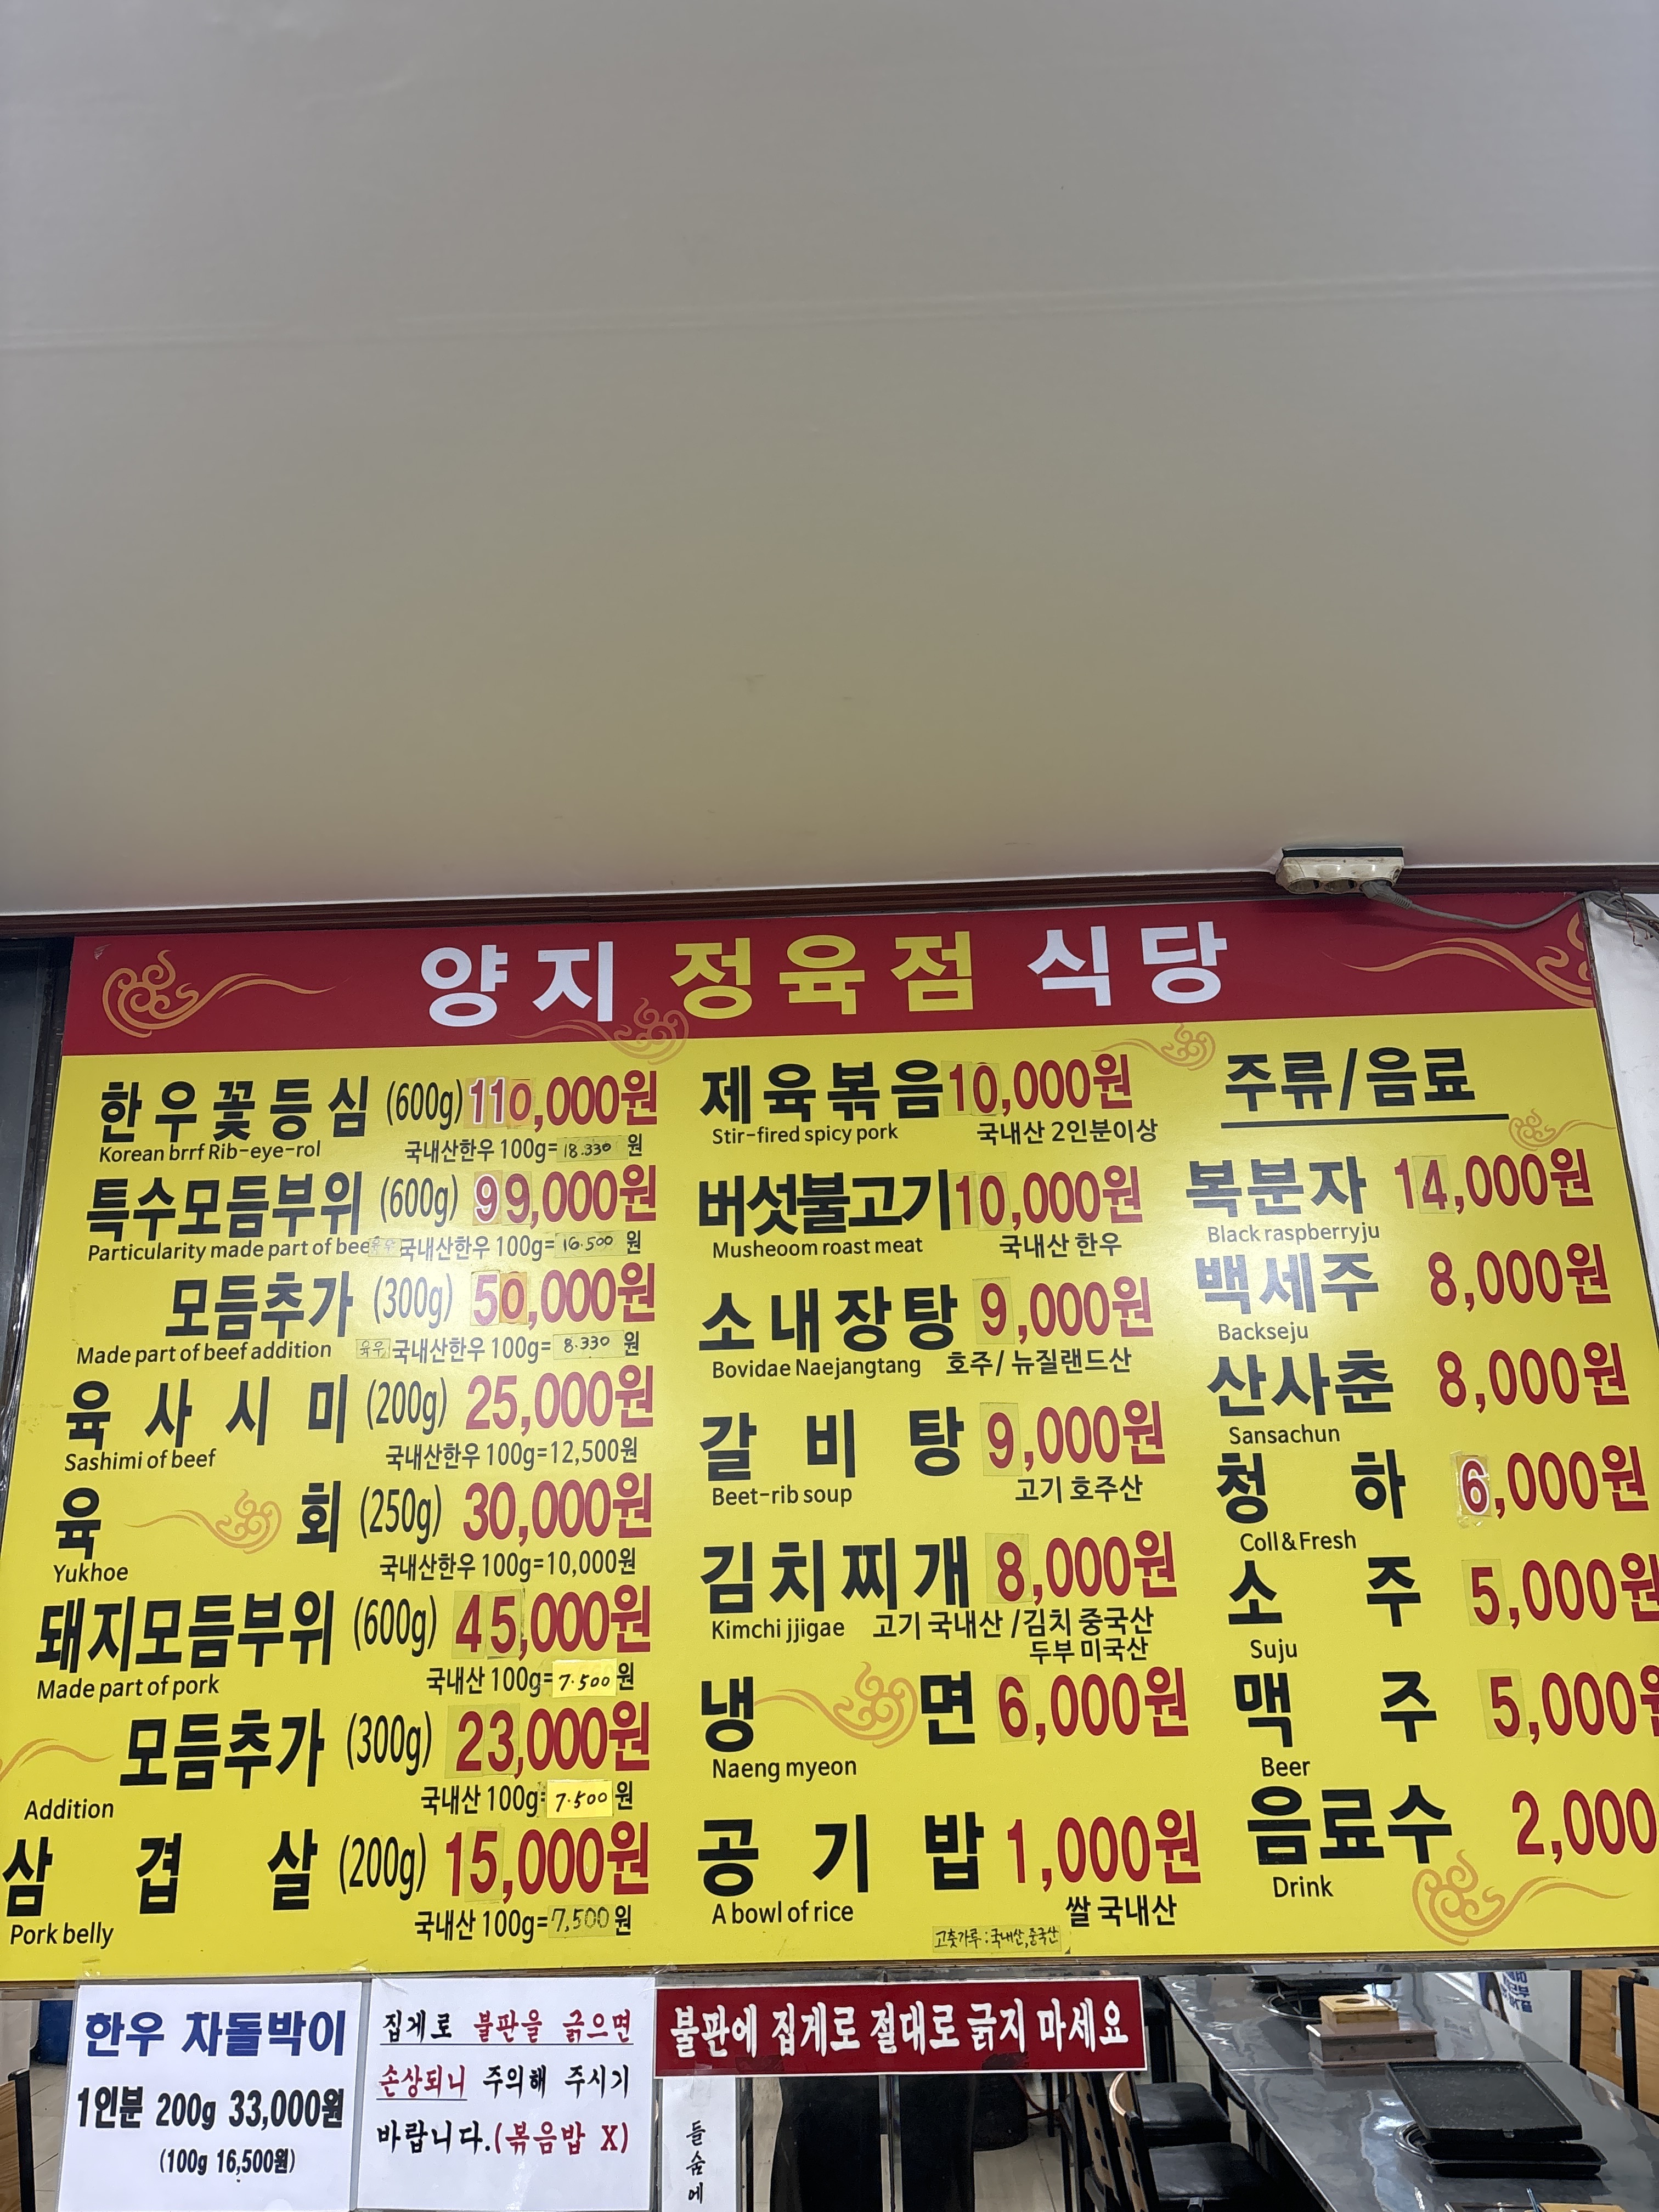 양지 정육점 식당
한우꽃등심 (600g) 110,000원
Korean brrf Rib-eye-rol 국내산한우 100g= 18.330 원
특수모듬부위 (600g) 99,000원
Particularity made part of beef 육우 국내산한우 100g= 16.500 원
모듬추가 (300g) 50,000원
Made part of beef addition 육우 국내산한우 100g= 8.330 원
육사시미 (200g) 25,000원
Sashimi of beef 국내산한우 100g=12,500원
육회 (250g) 30,000원
Yukhoe 국내산한우 100g=10,000원
돼지모듬부위 (600g) 45,000원
Made part of pork 국내산 100g= 7.500 원
모듬추가 (300g) 23,000원
Addition 국내산 100g= 7.500 원
삼겹살 (200g) 15,000원
Pork belly 국내산 100g= 7,500 원
제육볶음 10,000원
Stir-fired spicy pork 국내산 2인분이상
버섯불고기 10,000원
Musheoom roast meat 국내산 한우
소내장탕 9,000원
Bovidae Naejangtang 호주/ 뉴질랜드산
갈비탕 9,000원
Beet-rib soup 고기 호주산
김치찌개 8,000원
Kimchi jjigae 고기 국내산 /김치 중국산
두부 미국산
냉면 6,000원
Naeng myeon
공기밥 1,000원
A bowl of rice 쌀 국내산
고춧가루:국내산,중국산
주류/음료
복분자 14,000원
Black raspberryju
백세주 8,000원
Backseju
산사춘 8,000원
Sansachun
청하 6,000원
Coll&Fresh
소주 5,000원
Suju
맥주 5,000원
Beer
음료수 2,000
Drink
한우 차돌박이
1인분 200g 33,000원
(100g 16,500원)
집게로 불판을 긁으면
손상되니 주의해 주시기
바랍니다.(볶음밥 X)
불판에 집게로 절대로 긁지 마세요
들숨에